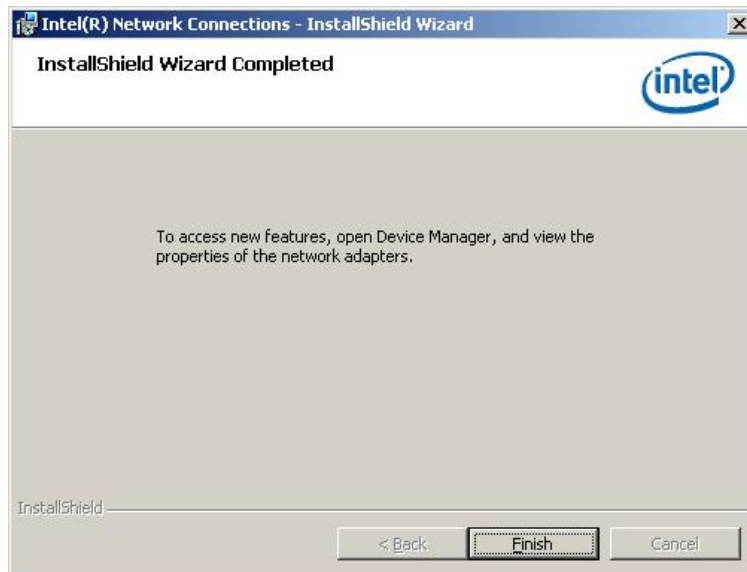 Intel(R) Network Connections - InstallShield Wizard
InstallShield Wizard Completed
intel
To access new features, open Device Manager, and view the
properties of the network adapters.
InstallShield
< Back
Finish
Cancel